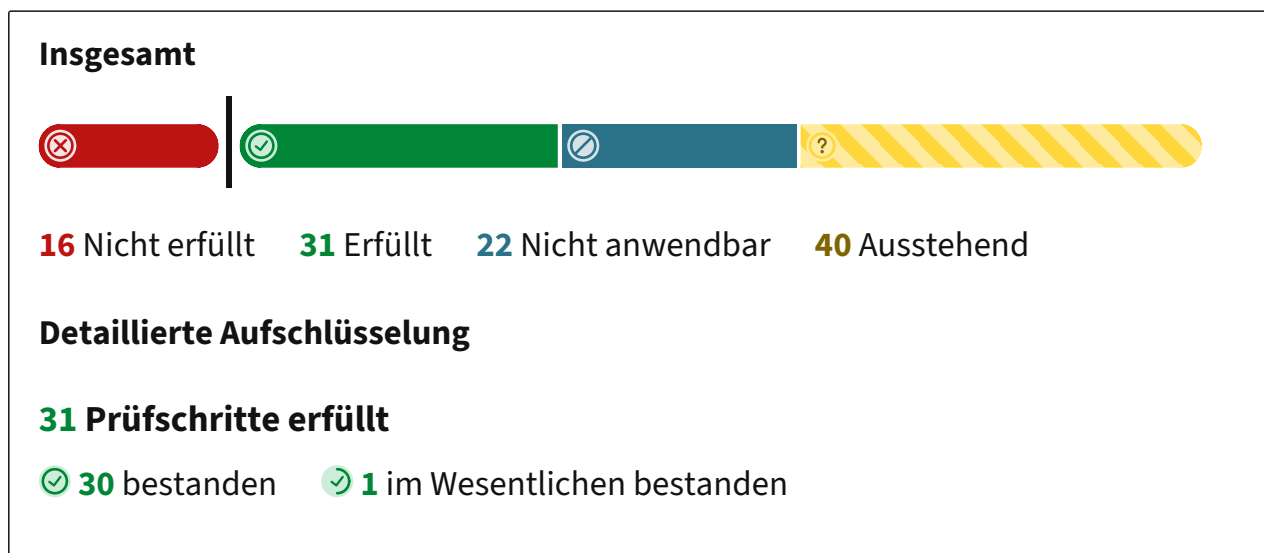 Insgesamt
?
16 Nicht erfüllt 31 Erfüllt 22 Nicht anwendbar 40 Ausstehend
Detaillierte Aufschlüsselung
31 Prüfschritte erfüllt
30 bestanden 1 im Wesentlichen bestanden